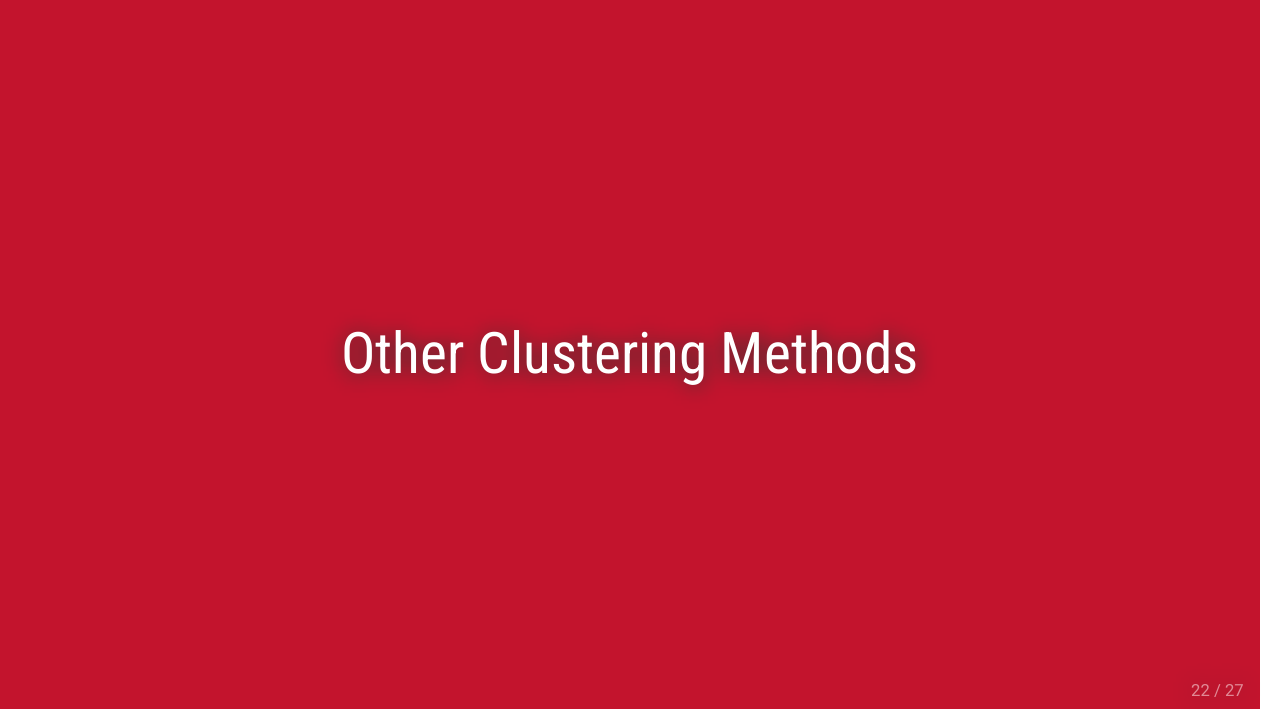 Other Clustering Methods
22 / 27